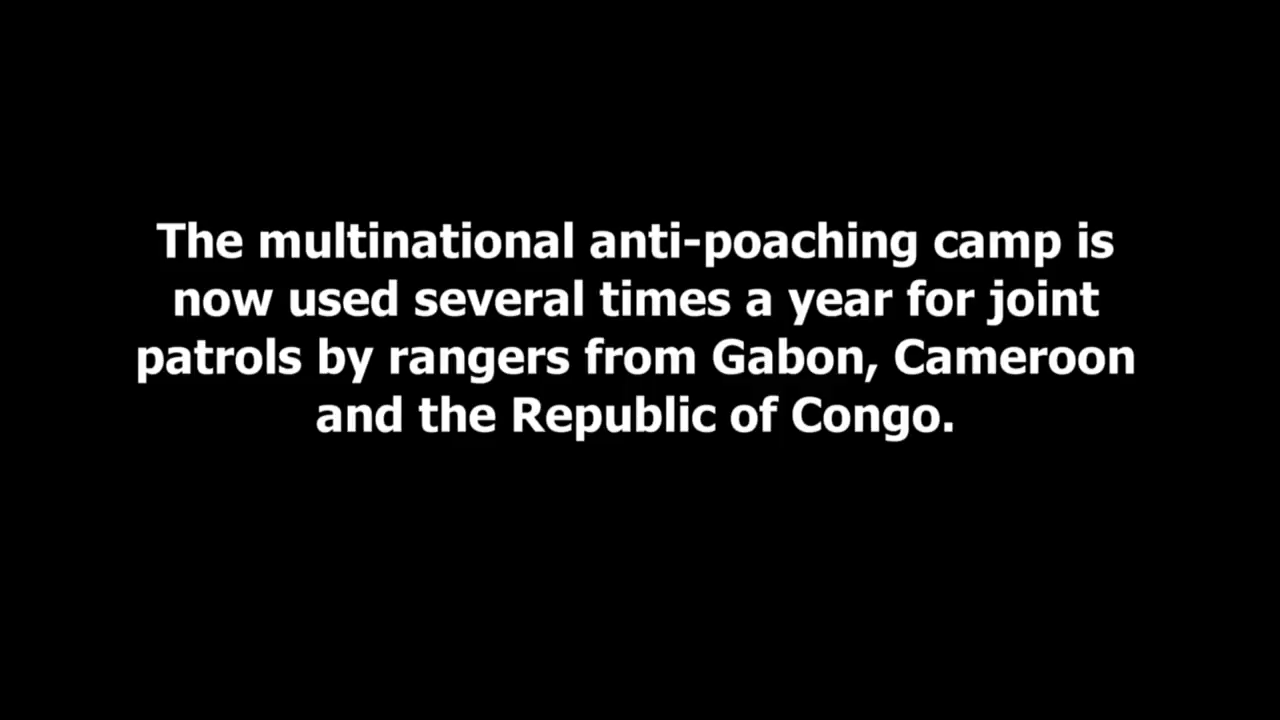 The multinational anti-poaching camp is
now used several times a year for joint
patrols by rangers from Gabon, Cameroon
and the Republic of Congo.